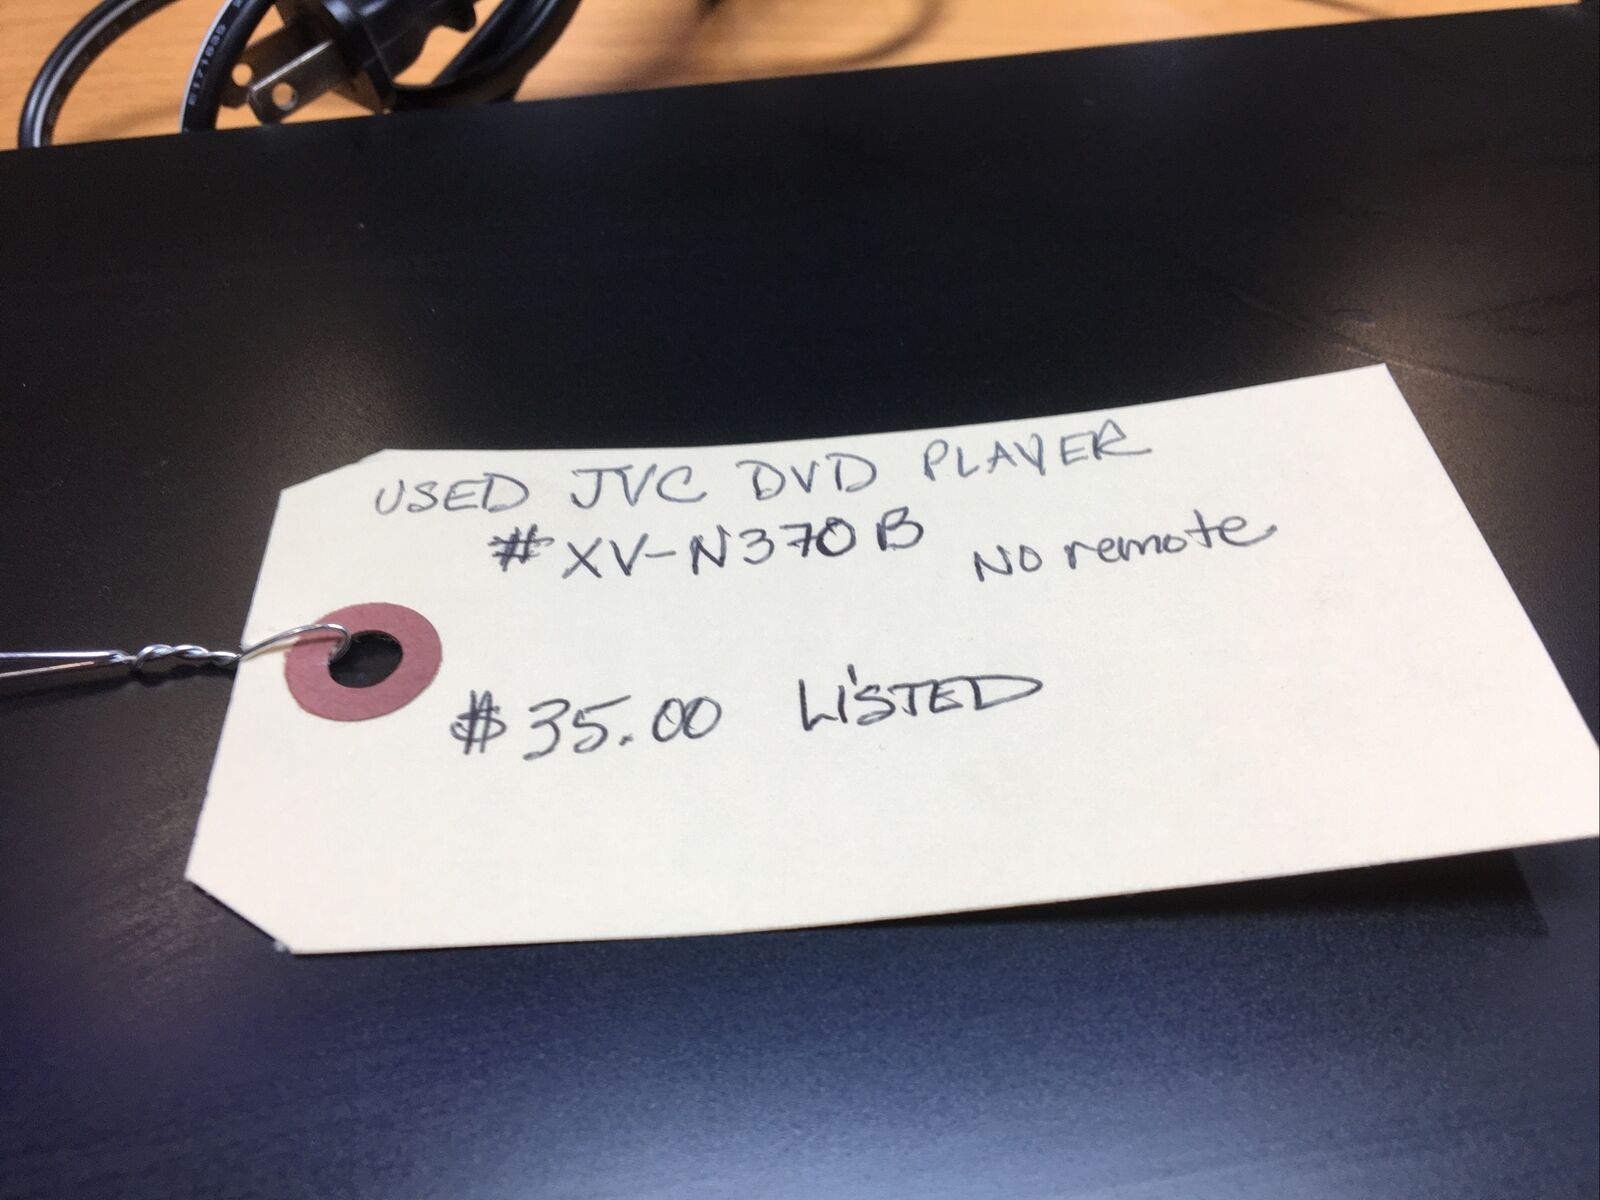 USED JVC DVD PLAYER
#XV-N370B No remote
$35.00 LISTED